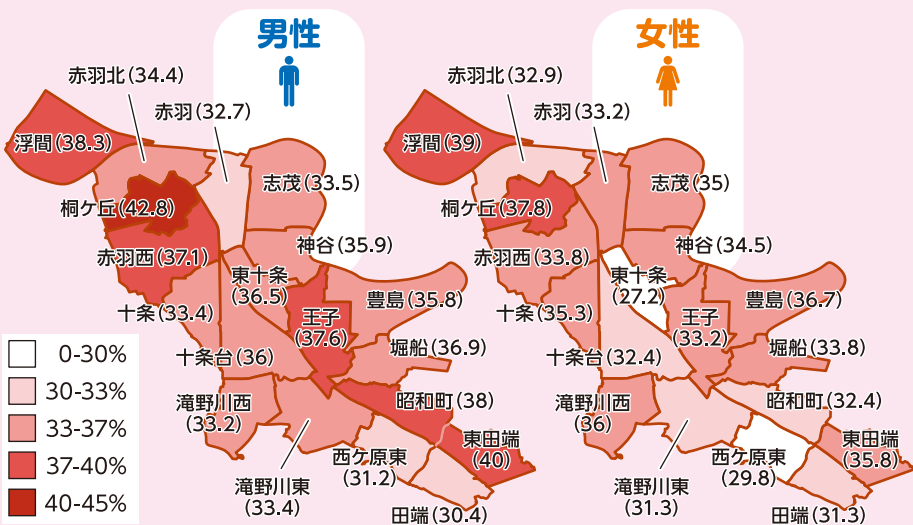 男性
赤羽北(34.4)
赤羽(32.7)
浮間(38.3)
志茂(33.5)
桐ケ丘(42.8)
神谷(35.9)
赤羽西(37.1)
東十条
(36.5)
豊島(35.8)
十条(33.4)
王子
(37.6)
堀船(36.9)
十条台(36)
昭和町(38)
滝野川西
(33.2)
東田端
(40)
西ケ原東
(31.2)
滝野川東
(33.4)
田端(30.4)
女性
赤羽北(32.9)
赤羽(33.2)
浮間(39)
志茂(35)
桐ケ丘(37.8)
神谷(34.5)
赤羽西(33.8)
東十条
(27.2)
豊島(36.7)
十条(35.3)
王子
(33.2)
堀船(33.8)
十条台(32.4)
昭和町(32.4)
滝野川西
(36)
東田端
(35.8)
西ケ原東
(29.8)
滝野川東
(31.3)
田端(31.3)
0-30%
30-33%
33-37%
37-40%
40-45%